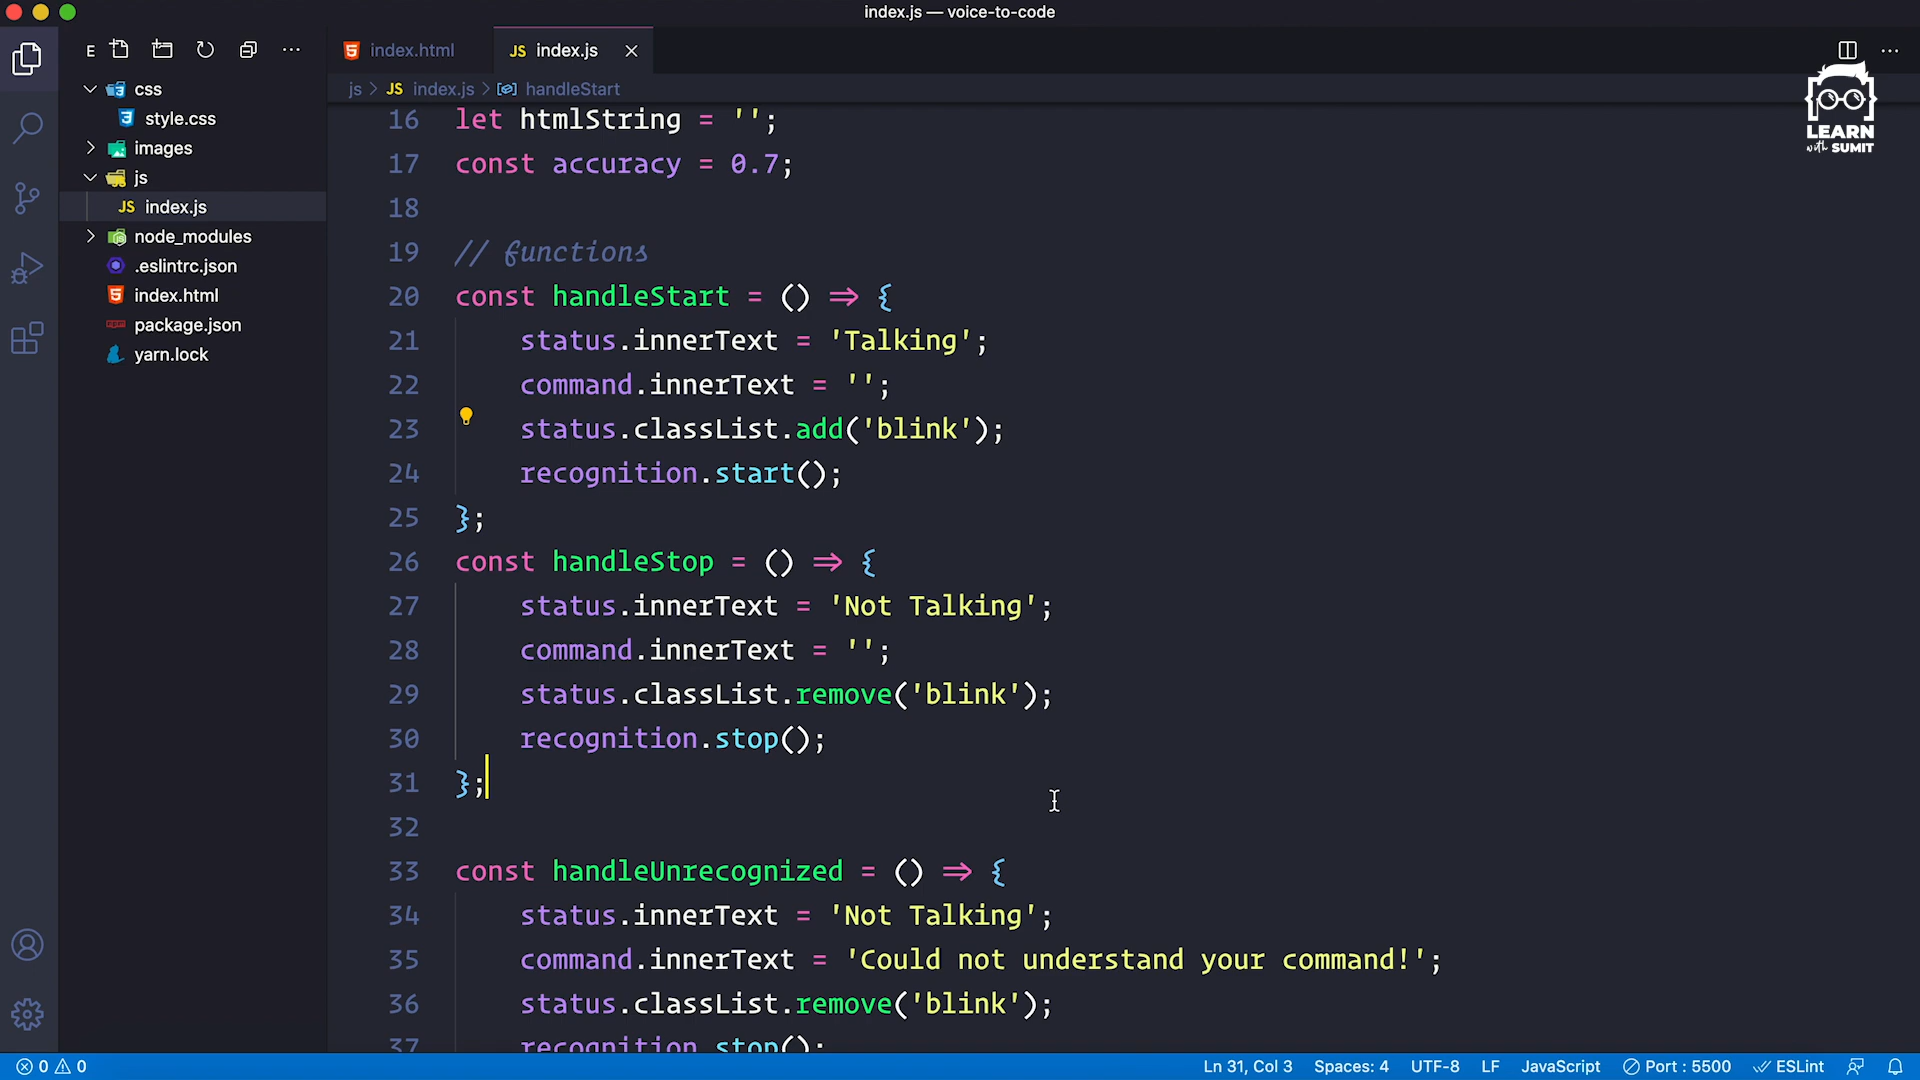 index.js — voice-to-code
E
index.html
JS index.js
js > JS index.js > handleStart
css
style.css
images
js
JS index.js
node_modules
.eslintrc.json
index.html
package.json
yarn.lock
16 let htmlString = '';
17 const accuracy = 0.7;
18
19 // functions
20 const handleStart = () => {
21 status.innerText = 'Talking';
22 command.innerText = '';
23 status.classList.add('blink');
24 recognition.start();
25 };
26 const handleStop = () => {
27 status.innerText = 'Not Talking';
28 command.innerText = '';
29 status.classList.remove('blink');
30 recognition.stop();
31 };
32
33 const handleUnrecognized = () => {
34 status.innerText = 'Not Talking';
35 command.innerText = 'Could not understand your command!';
36 status.classList.remove('blink');
37 recognition.stop();
LEARN
with SUMIT
0 0
Ln 31, Col 3 Spaces: 4 UTF-8 LF JavaScript Port : 5500 ESLint